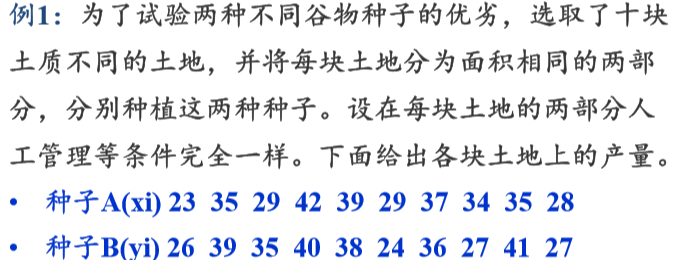 例1：为了试验两种不同谷物种子的优劣，选取了十块
土质不同的土地，并将每块土地分为面积相同的两部
分，分别种植这两种种子。设在每块土地的两部分人
工管理等条件完全一样。下面给出各块土地上的产量。
• 种子A(xi) 23 35 29 42 39 29 37 34 35 28
• 种子B(yi) 26 39 35 40 38 24 36 27 41 27